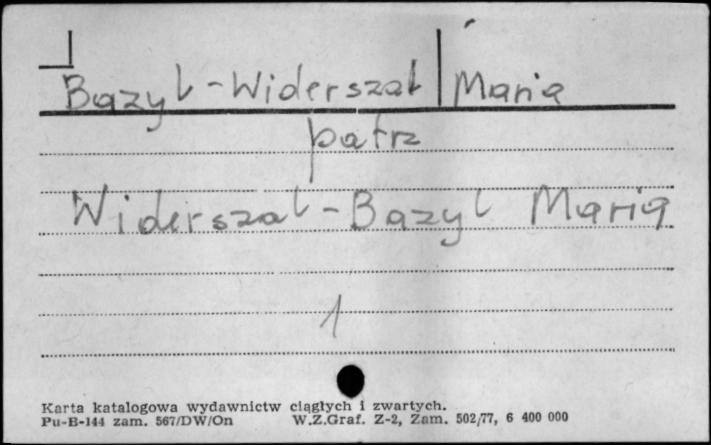 Bazyl-Widerszal Maria
patrz
Widerszal-Bazyl Maria
1
Karta katalogowa wydawnictw ciągłych i zwartych.
Pu-B-144 zam. 567/DW/On W.Z.Graf. Z-2, Zam. 502/77, 6 400 000